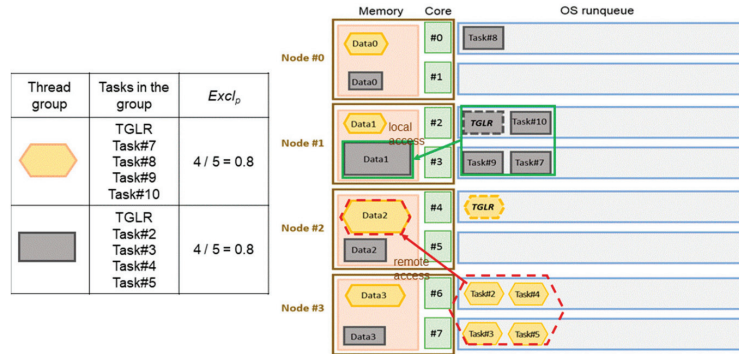 Memory Core OS runqueue
Thread group Tasks in the group Exclp
TGLR
Task#7
Task#8
Task#9
Task#10
4 / 5 = 0.8
TGLR
Task#2
Task#3
Task#4
Task#5
4 / 5 = 0.8
Node #0
Data0
Data0
#0
#1
Task#8
Node #1
Data1
Data1
local
access
#2
#3
TGLR Task#10
Task#9 Task#7
Node #2
Data2
Data2
#4
#5
TGLR
remote
access
Node #3
Data3
Data3
#6
#7
Task#2 Task#4
Task#3 Task#5